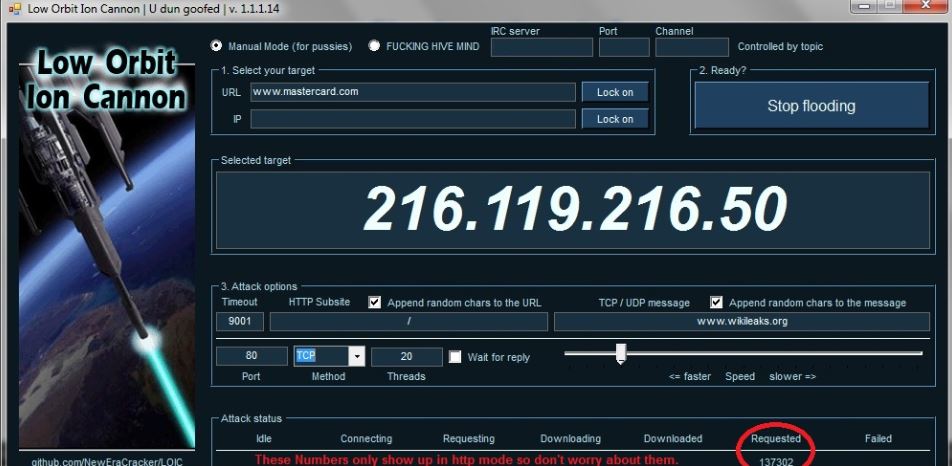 Low Orbit Ion Cannon | U dun goofed | v. 1.1.1.14
Low Orbit
Ion Cannon
Manual Mode (for pussies)
FUCKING HIVE MIND
IRC server
Port
Channel
Controlled by topic
1. Select your target
URL
www.mastercard.com
Lock on
IP
Lock on
2. Ready?
Stop flooding
Selected target
216.119.216.50
3. Attack options
Timeout
HTTP Subsite
Append random chars to the URL
TCP / UDP message
Append random chars to the message
9001
/
www.wikileaks.org
80
TCP
20
Wait for reply
Port
Method
Threads
<= faster
Speed
slower =>
Attack status
Idle
Connecting
Requesting
Downloading
Downloaded
Requested
Failed
These Numbers only show up in http mode so don't worry about them.
137302
github.com/NewEraCracker/LOIC